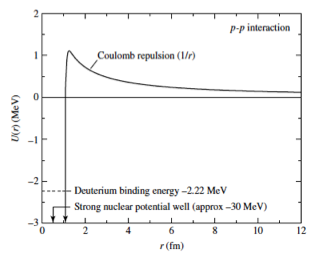 2
p-p interaction
1
Coulomb repulsion (1/r)
0
U(r) (MeV)
−1
−2
Deuterium binding energy −2.22 MeV
Strong nuclear potential well (approx −30 MeV)
−3
0 2 4 6 8 10 12
r (fm)